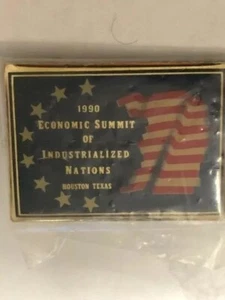 1990
ECONOMIC SUMMIT
OF
INDUSTRIALIZED
NATIONS
HOUSTON TEXAS